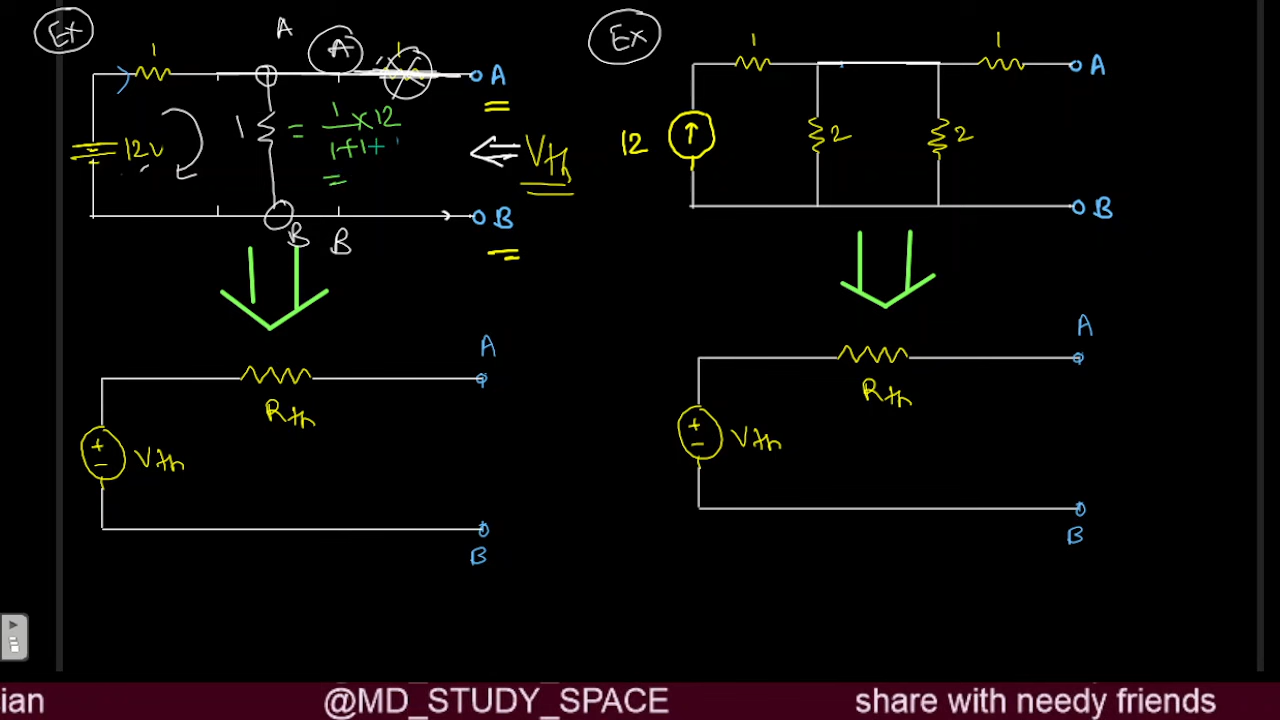 Ex
A
1
A
1
A
12V
1
= 1/(1+1+ × 12
=
Vth
B
B
B
A
Rth
Vth
B
Ex
1
1
A
12
2
2
B
A
Rth
Vth
B
ian
@MD_STUDY_SPACE
share with needy friends